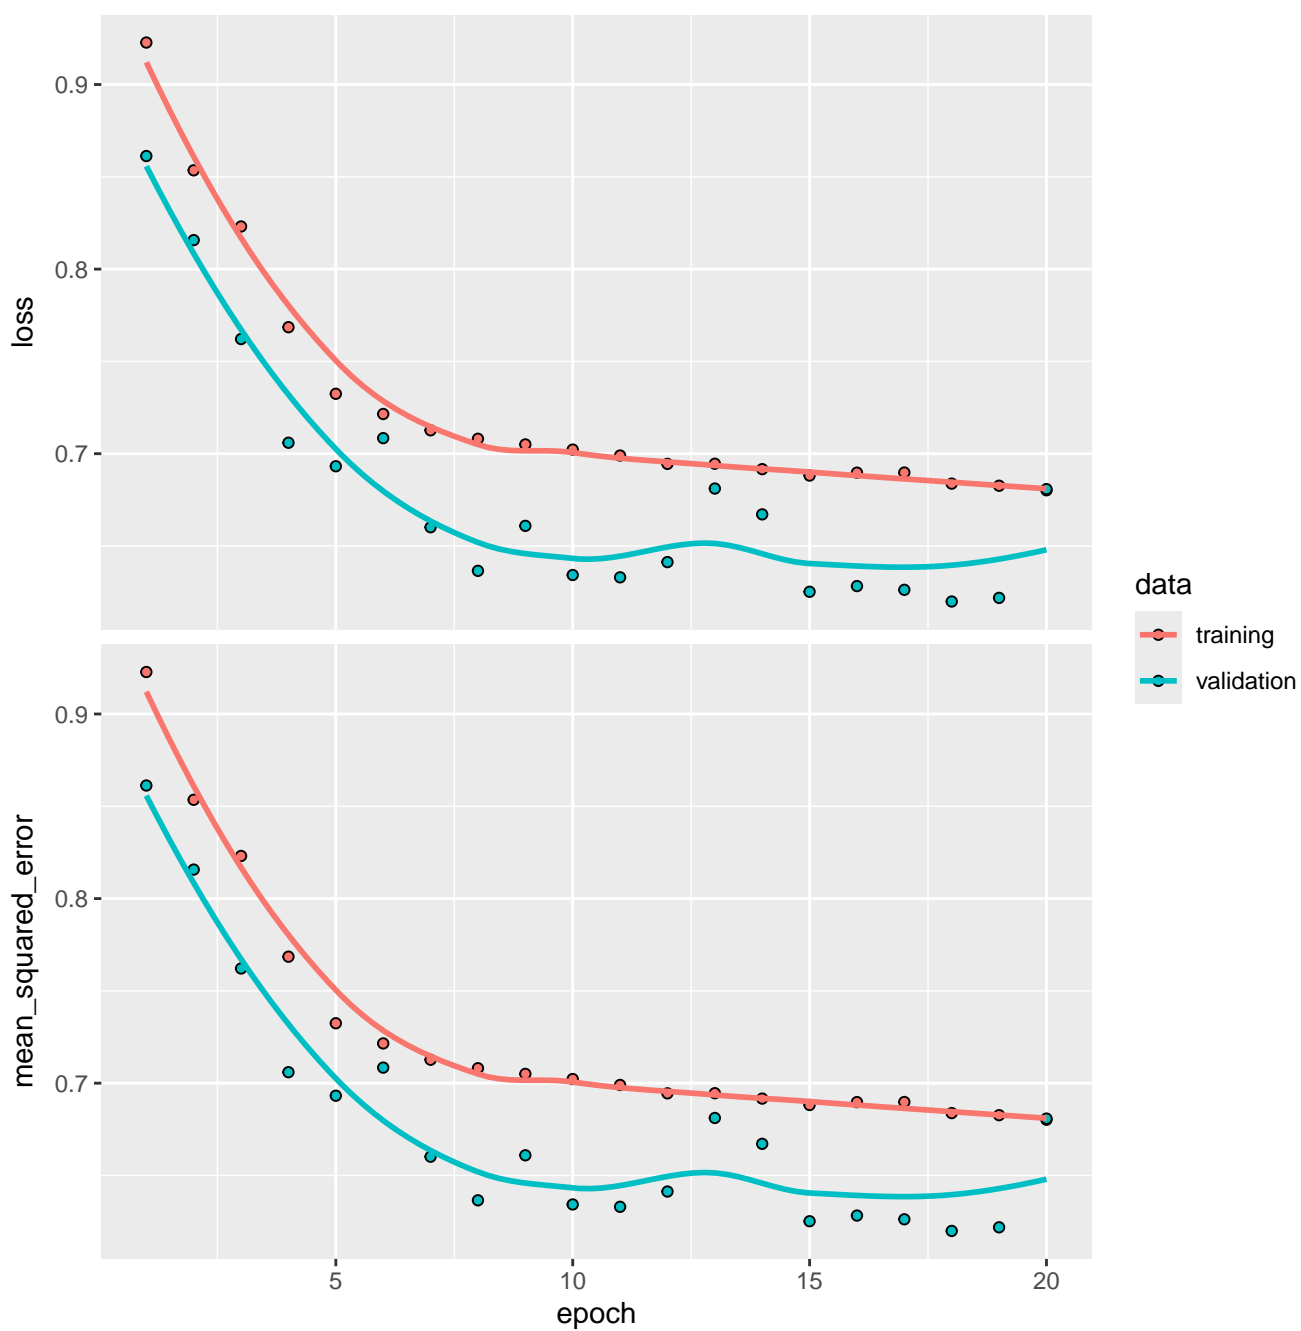 0.9
0.8
0.7
loss
0.9
0.8
0.7
mean_squared_error
5 10 15 20
epoch
data
training
validation